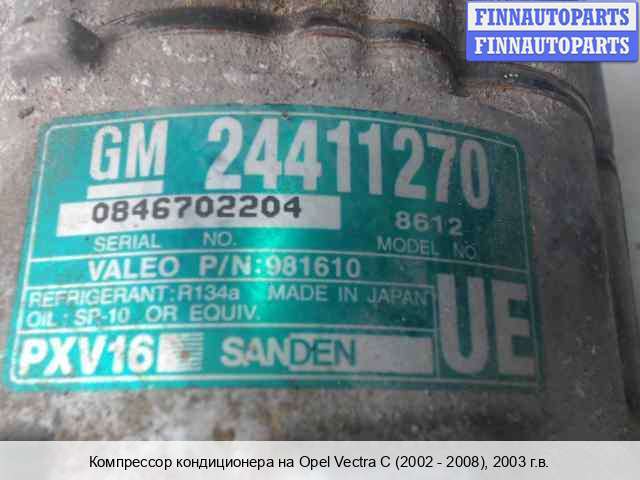 FINNAUTOPARTS
FINNAUTOPARTS
GM 24411270
0846702204 8612
SERIAL NO. MODEL NO.
VALEO P/N:981610
REFRIGERANT:R134a MADE IN JAPAN
OIL: SP-10 OR EQUIV.
PXV16 SANDEN UE
Компрессор кондиционера на Opel Vectra C (2002 - 2008), 2003 г.в.